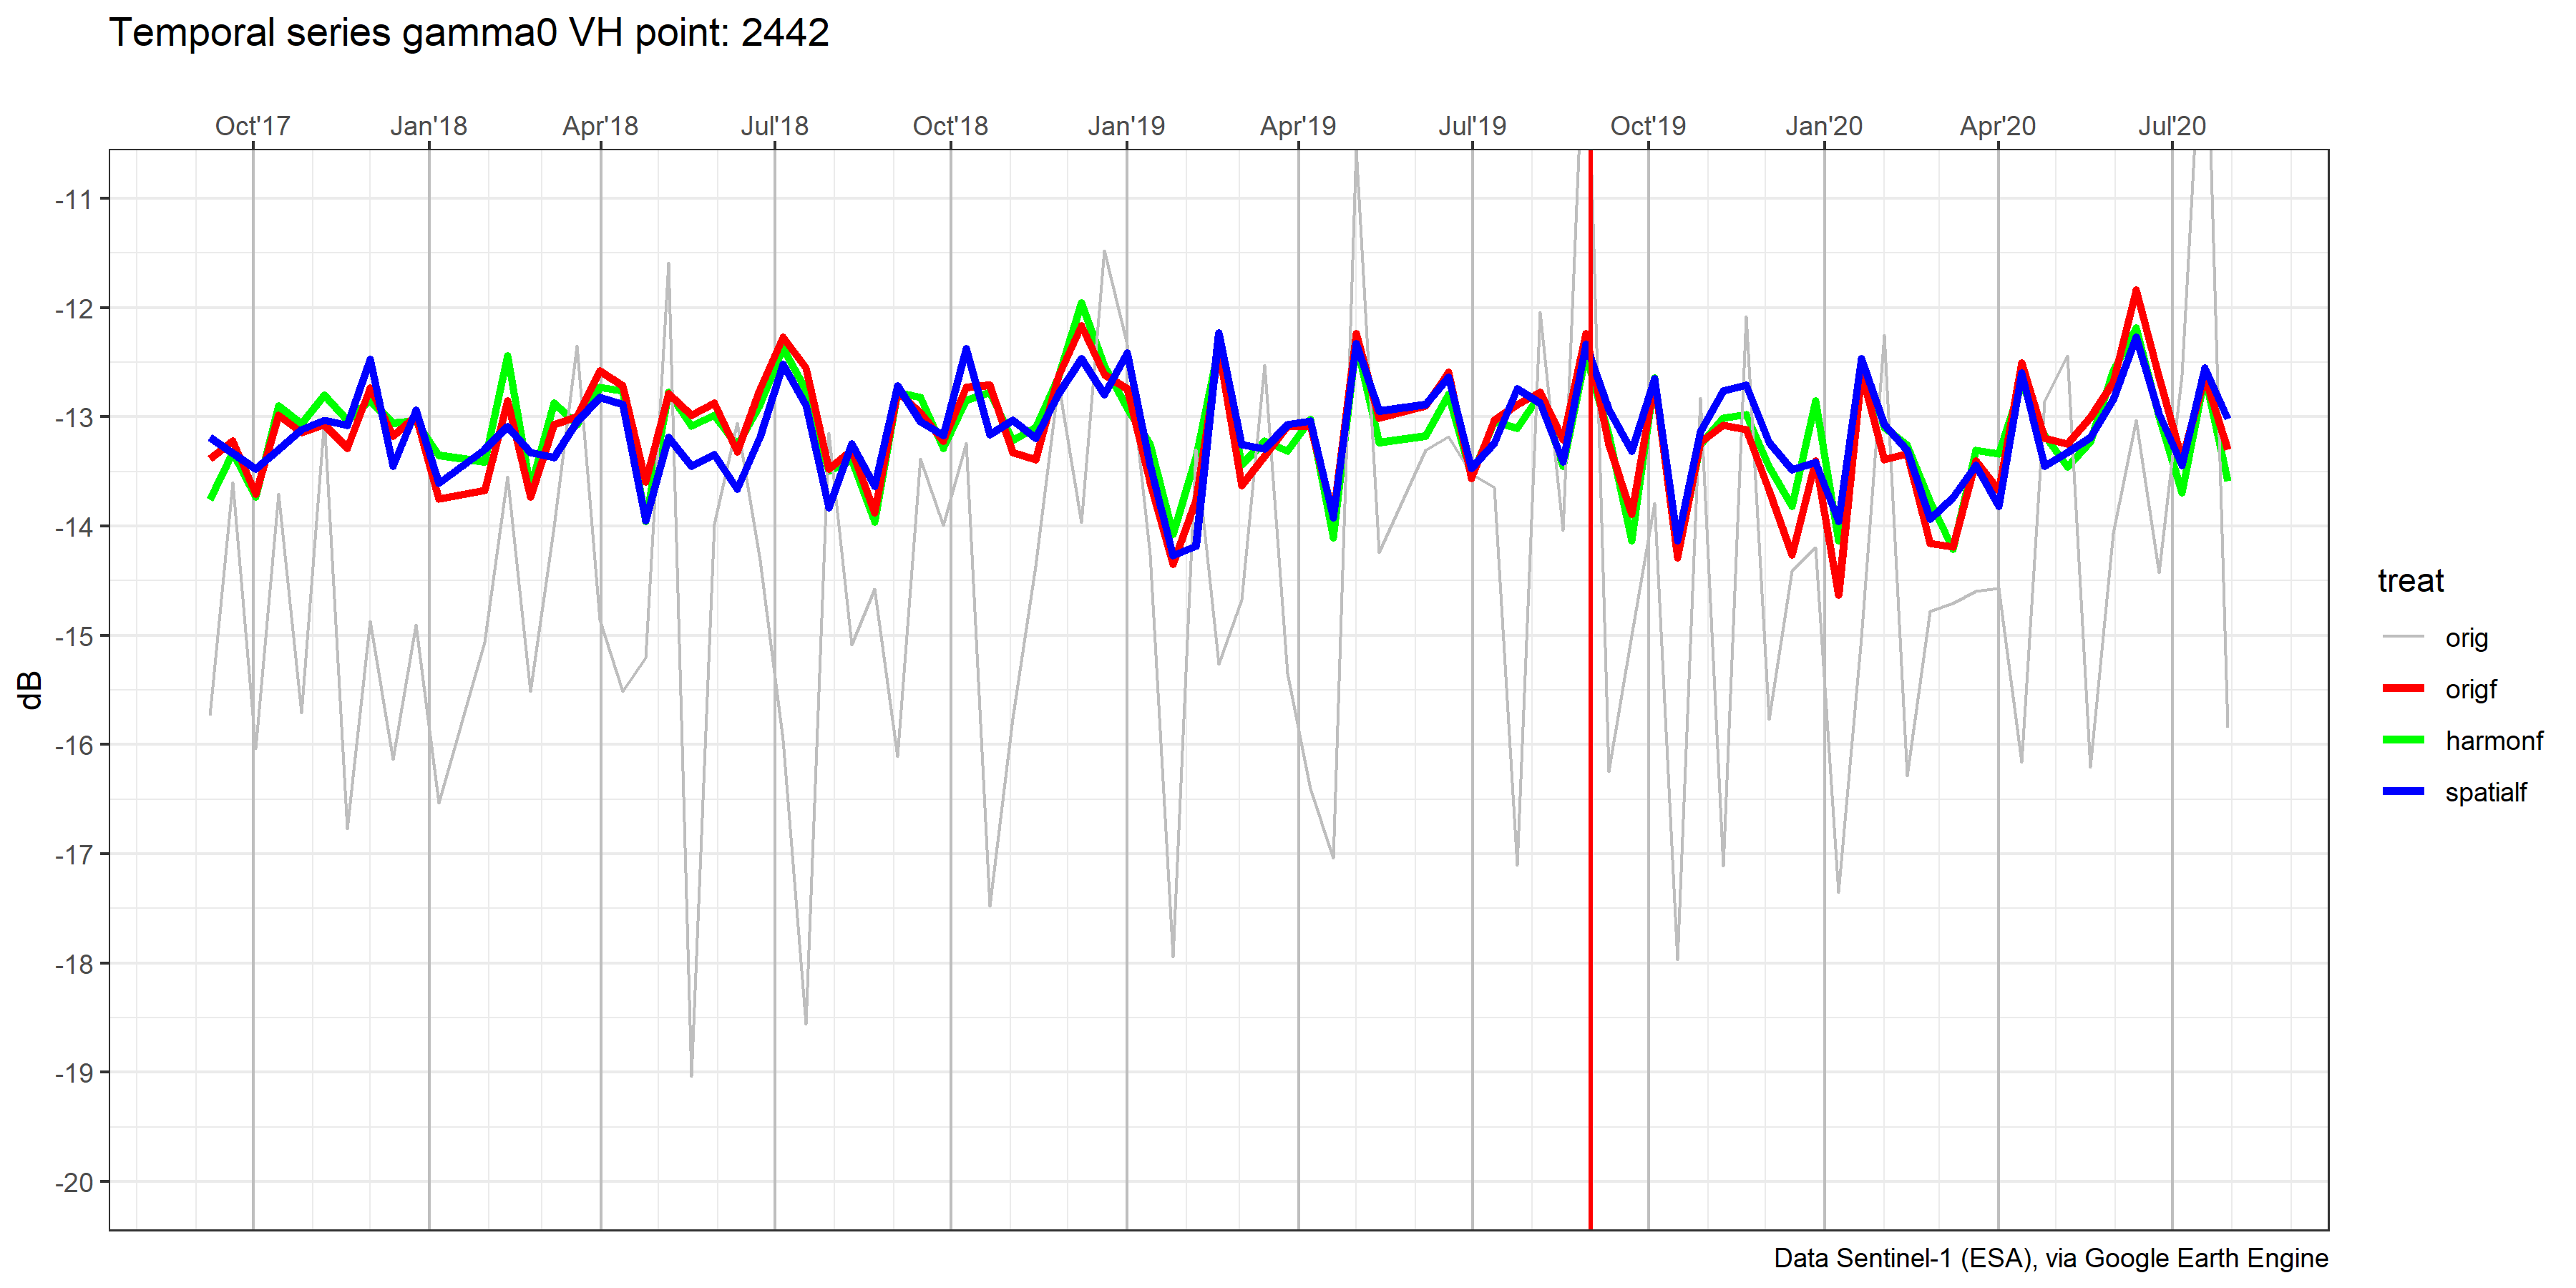 Temporal series gamma0 VH point: 2442
Oct'17 Jan'18 Apr'18 Jul'18 Oct'18 Jan'19 Apr'19 Jul'19 Oct'19 Jan'20 Apr'20 Jul'20
-11
-12
-13
-14
-15
-16
-17
-18
-19
-20
dB
treat
orig
origf
harmonf
spatialf
Data Sentinel-1 (ESA), via Google Earth Engine